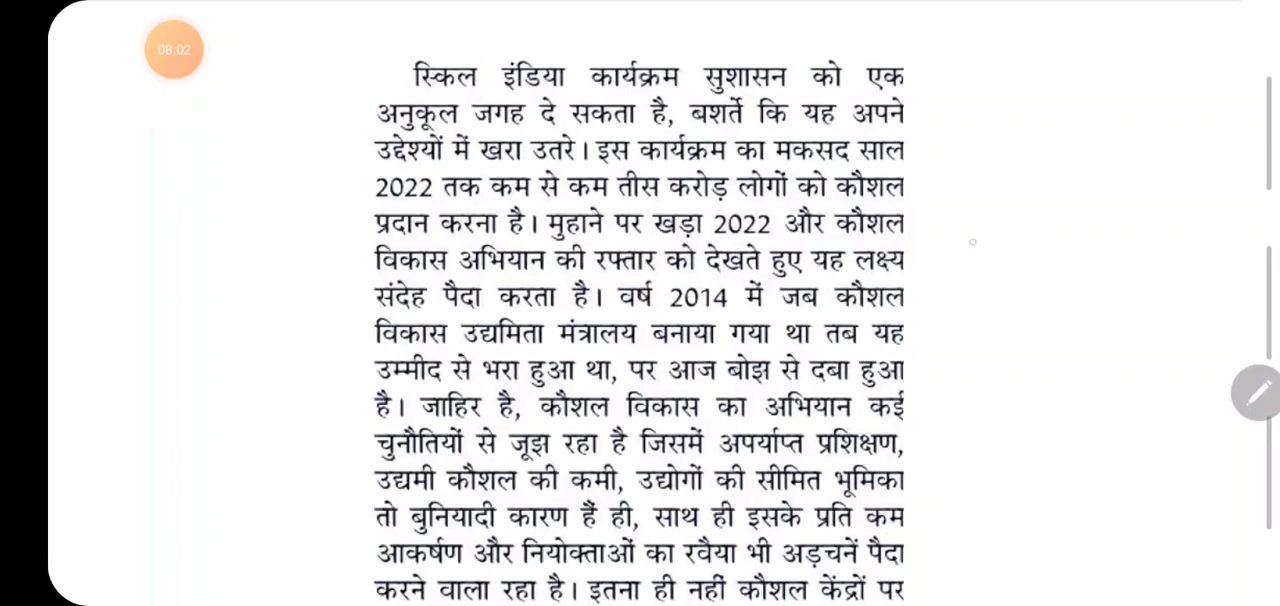 08:02
स्किल इंडिया कार्यक्रम सुशासन को एक
अनुकूल जगह दे सकता है, बशर्ते कि यह अपने
उद्देश्यों में खरा उतरे। इस कार्यक्रम का मकसद साल
2022 तक कम से कम तीस करोड़ लोगों को कौशल
प्रदान करना है। मुहाने पर खड़ा 2022 और कौशल
विकास अभियान की रफ्तार को देखते हुए यह लक्ष्य
संदेह पैदा करता है। वर्ष 2014 में जब कौशल
विकास उद्यमिता मंत्रालय बनाया गया था तब यह
उम्मीद से भरा हुआ था, पर आज बोझ से दबा हुआ
है। जाहिर है, कौशल विकास का अभियान कई
चुनौतियों से जूझ रहा है जिसमें अपर्याप्त प्रशिक्षण,
उद्यमी कौशल की कमी, उद्योगों की सीमित भूमिका
तो बुनियादी कारण हैं ही, साथ ही इसके प्रति कम
आकर्षण और नियोक्ताओं का रवैया भी अड़चनें पैदा
करने वाला रहा है। इतना ही नहीं कौशल केंद्रों पर